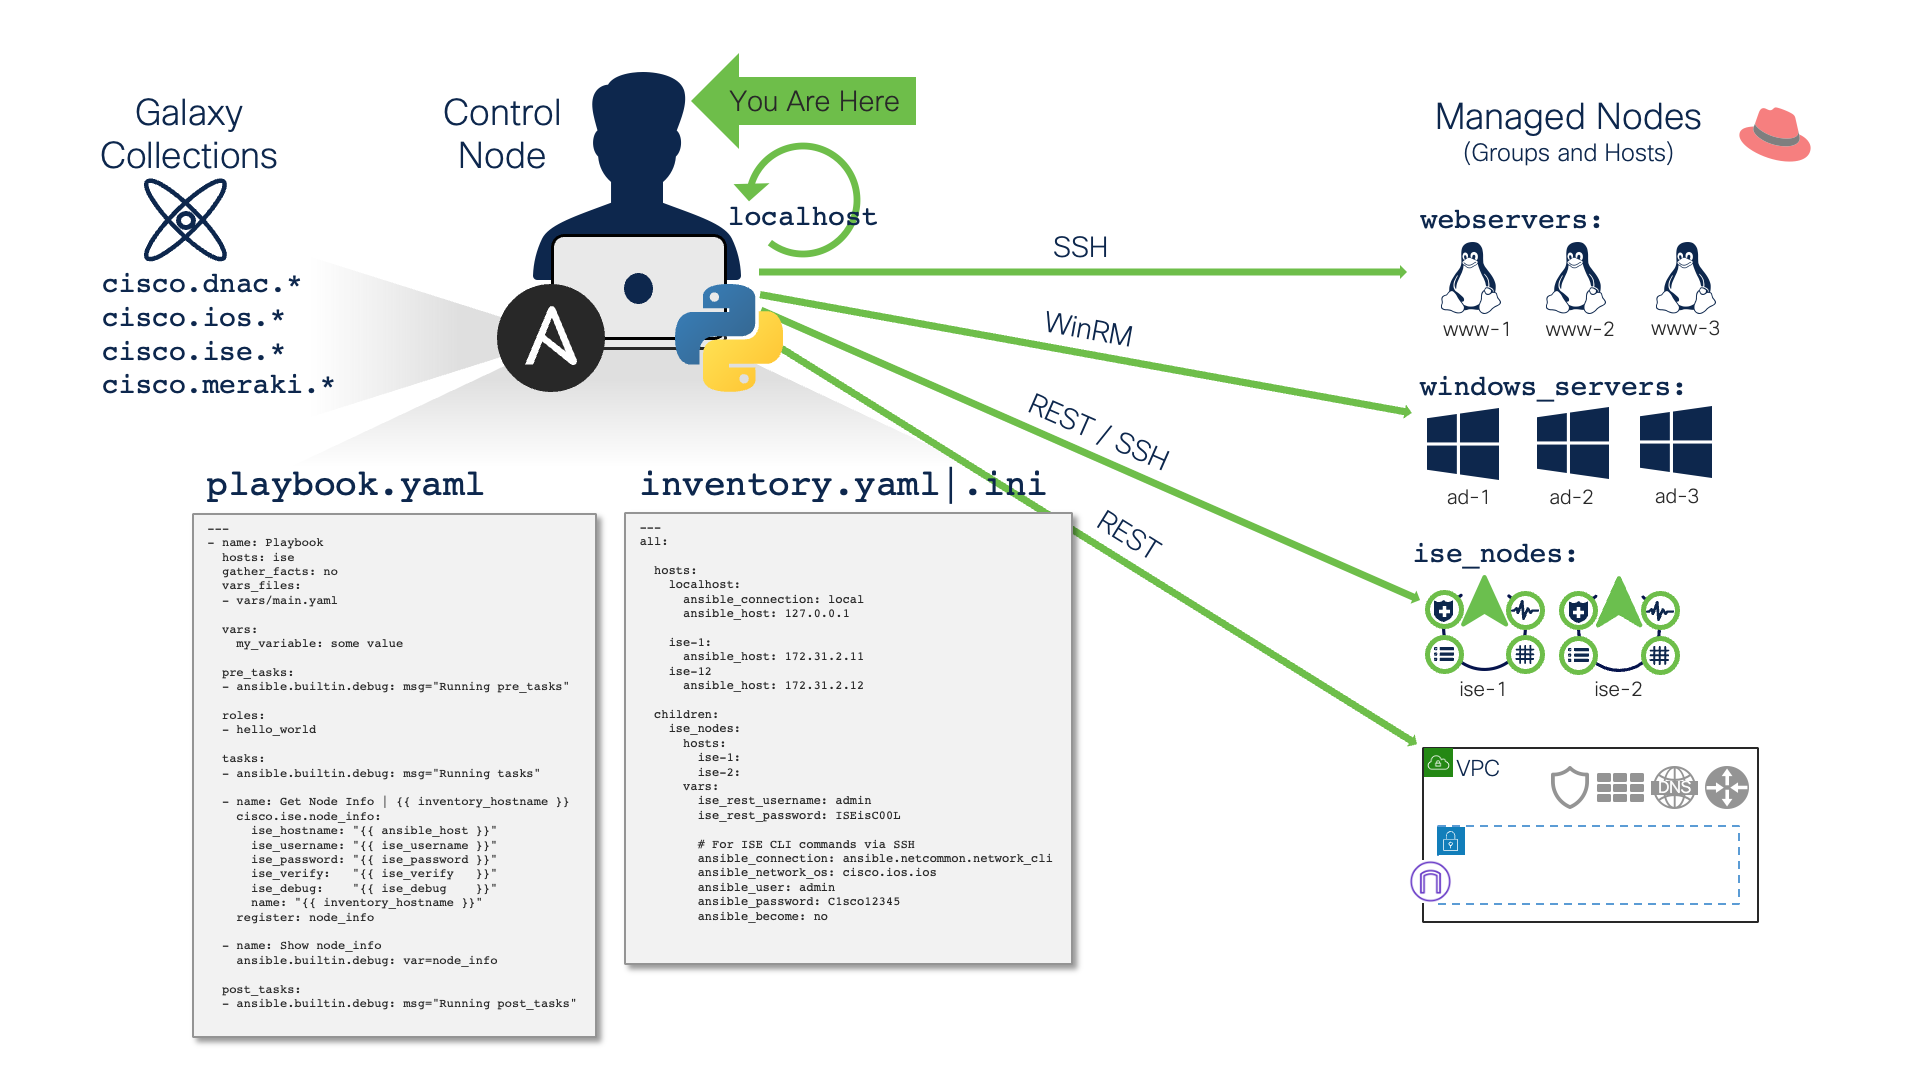 Galaxy
Collections
cisco.dnac.*
cisco.ios.*
cisco.ise.*
cisco.meraki.*
Control
Node
You Are Here
localhost
SSH
WinRM
REST / SSH
REST
playbook.yaml
---
- name: Playbook
  hosts: ise
  gather_facts: no
  vars_files:
  - vars/main.yaml
  vars:
    my_variable: some value
  pre_tasks:
  - ansible.builtin.debug: msg="Running pre_tasks"
  roles:
  - hello_world
  tasks:
  - ansible.builtin.debug: msg="Running tasks"
  - name: Get Node Info | {{ inventory_hostname }}
    cisco.ise.node_info:
      ise_hostname: "{{ ansible_host }}"
      ise_username: "{{ ise_username }}"
      ise_password: "{{ ise_password }}"
      ise_verify:   "{{ ise_verify   }}"
      ise_debug:    "{{ ise_debug    }}"
      name: "{{ inventory_hostname }}"
    register: node_info
  - name: Show node_info
    ansible.builtin.debug: var=node_info
  post_tasks:
  - ansible.builtin.debug: msg="Running post_tasks"
inventory.yaml|.ini
---
all:
  hosts:
    localhost:
      ansible_connection: local
      ansible_host: 127.0.0.1
    ise-1:
      ansible_host: 172.31.2.11
    ise-12
      ansible_host: 172.31.2.12
  children:
    ise_nodes:
      hosts:
        ise-1:
        ise-2:
      vars:
        ise_rest_username: admin
        ise_rest_password: ISEisC00L
        # For ISE CLI commands via SSH
        ansible_connection: ansible.netcommon.network_cli
        ansible_network_os: cisco.ios.ios
        ansible_user: admin
        ansible_password: C1sco12345
        ansible_become: no
Managed Nodes
(Groups and Hosts)
webservers:
www-1 www-2 www-3
windows_servers:
ad-1 ad-2 ad-3
ise_nodes:
ise-1 ise-2
VPC
DNS